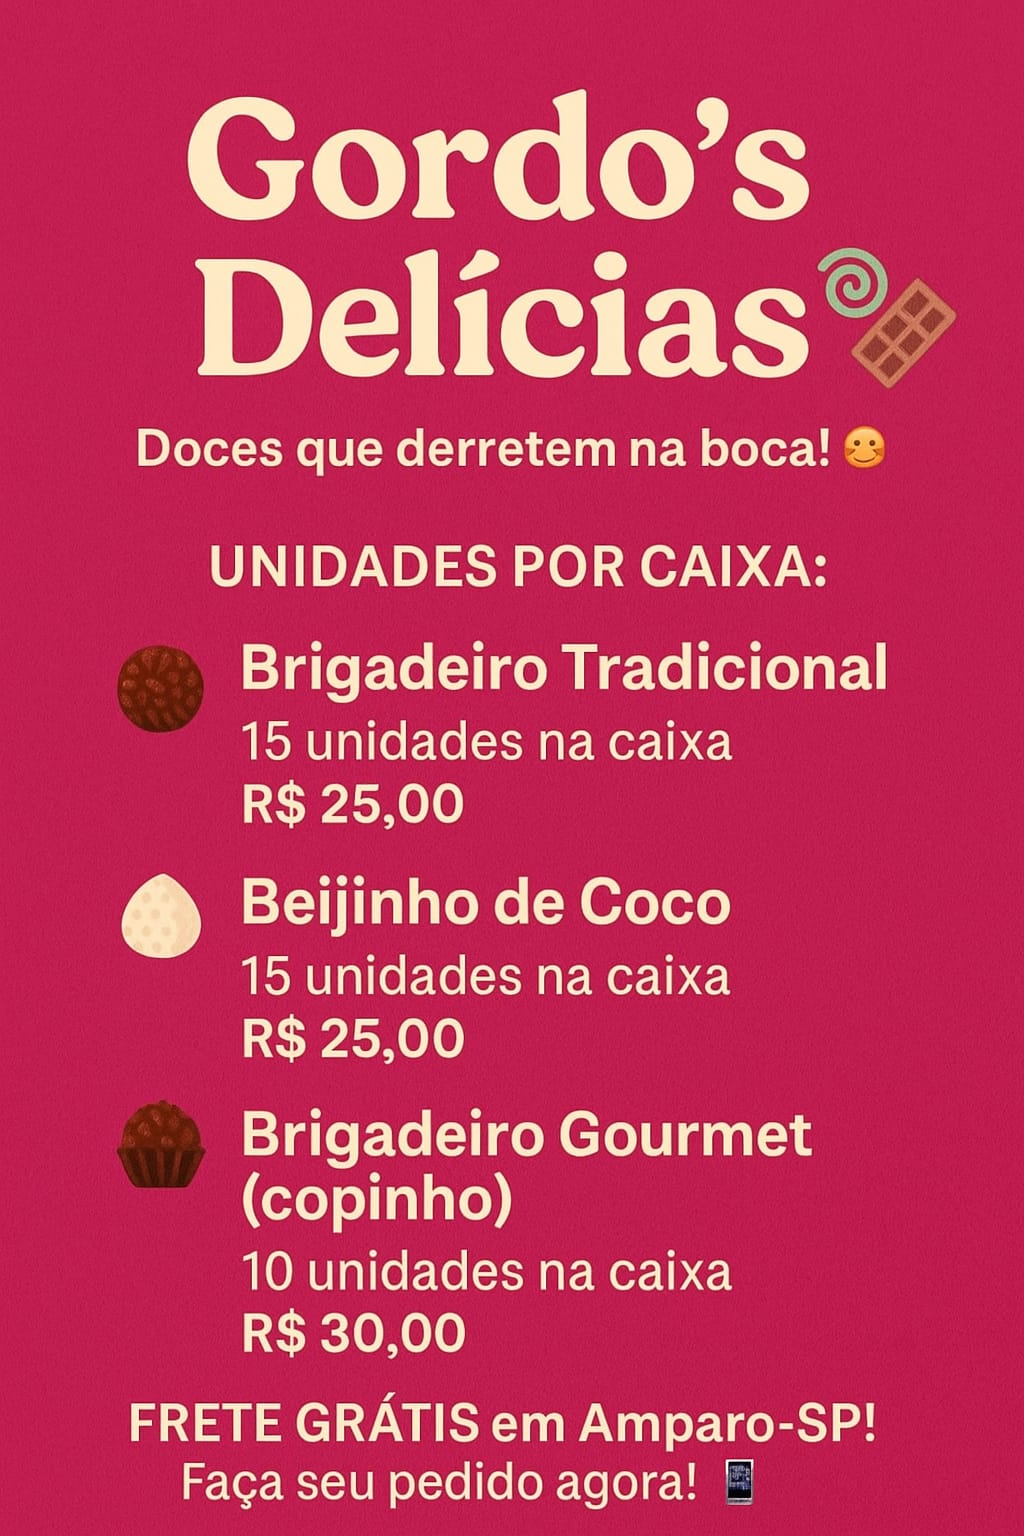 Gordo’s
Delícias
Doces que derretem na boca!
UNIDADES POR CAIXA:
Brigadeiro Tradicional
15 unidades na caixa
R$ 25,00
Beijinho de Coco
15 unidades na caixa
R$ 25,00
Brigadeiro Gourmet
(copinho)
10 unidades na caixa
R$ 30,00
FRETE GRÁTIS em Amparo-SP!
Faça seu pedido agora!